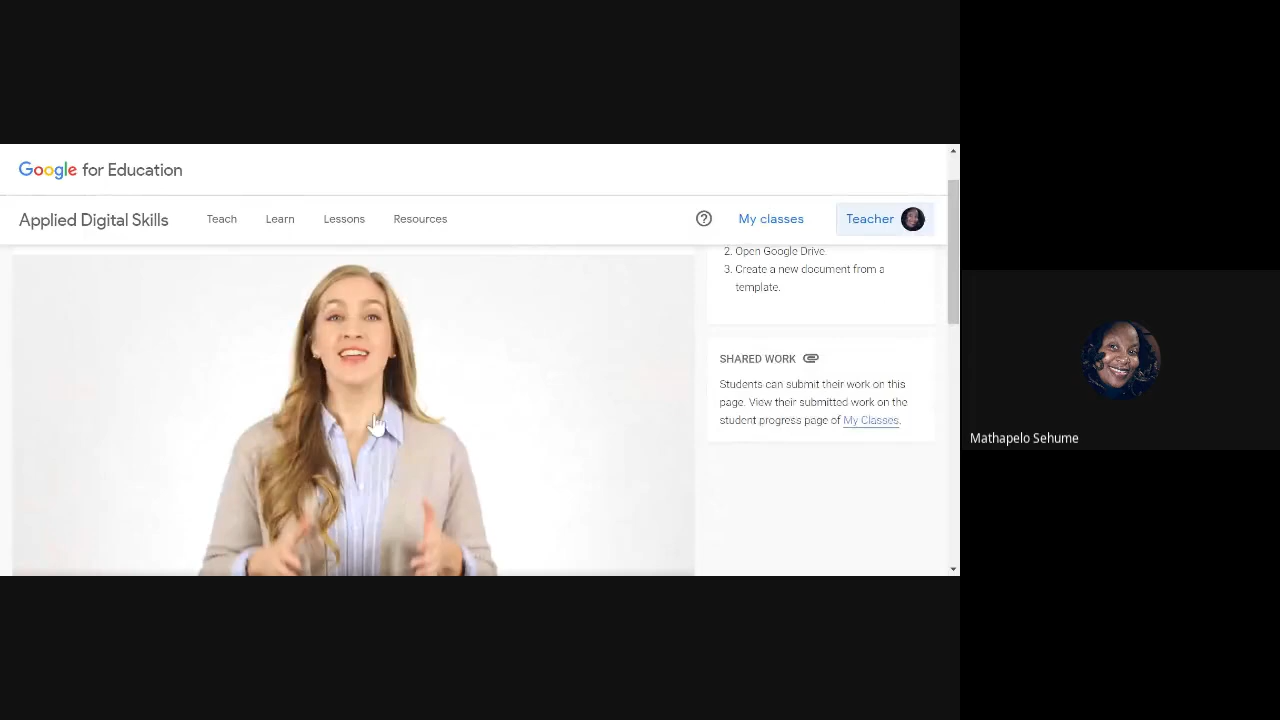 Google for Education
Applied Digital Skills
Teach
Learn
Lessons
Resources
My classes
Teacher
2. Open Google Drive.
3. Create a new document from a
template.
SHARED WORK
Students can submit their work on this
page. View their submitted work on the
student progress page of My Classes.
Mathapelo Sehume